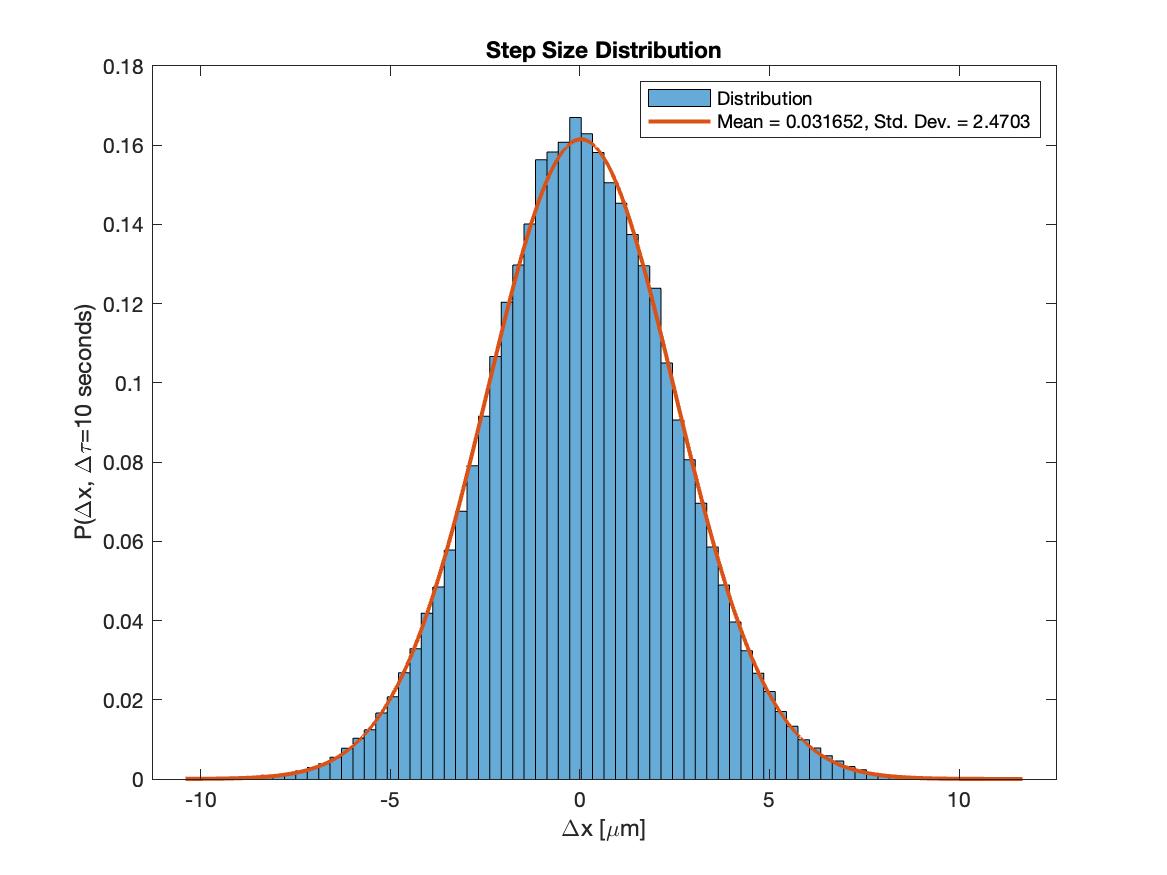 Step Size Distribution
0.18
0.16
0.14
0.12
0.1
0.08
0.06
0.04
0.02
0
P(Δx, Δτ=10 seconds)
Distribution
Mean = 0.031652, Std. Dev. = 2.4703
-10 -5 0 5 10
Δx [μm]